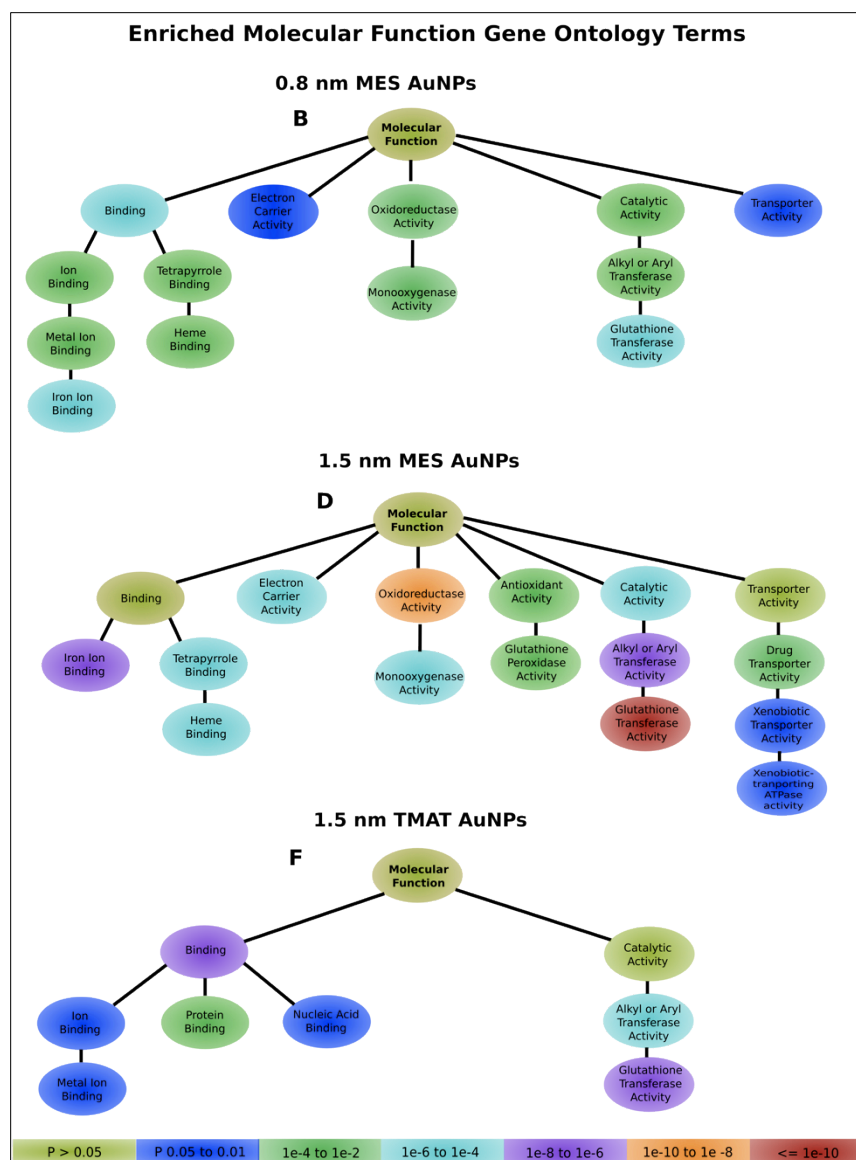 Enriched Molecular Function Gene Ontology Terms
0.8 nm MES AuNPs
B
Molecular
Function
Binding
Electron
Carrier
Activity
Oxidoreductase
Activity
Catalytic
Activity
Transporter
Activity
Ion
Binding
Tetrapyrrole
Binding
Monooxygenase
Activity
Alkyl or Aryl
Transferase
Activity
Metal Ion
Binding
Heme
Binding
Glutathione
Transferase
Activity
Iron Ion
Binding
1.5 nm MES AuNPs
D
Molecular
Function
Binding
Electron
Carrier
Activity
Oxidoreductase
Activity
Antioxidant
Activity
Catalytic
Activity
Transporter
Activity
Iron Ion
Binding
Tetrapyrrole
Binding
Monooxygenase
Activity
Glutathione
Peroxidase
Activity
Alkyl or Aryl
Transferase
Activity
Drug
Transporter
Activity
Heme
Binding
Glutathione
Transferase
Activity
Xenobiotic
Transporter
Activity
Xenobiotic-
tranporting
ATPase
activity
1.5 nm TMAT AuNPs
F
Molecular
Function
Binding
Catalytic
Activity
Ion
Binding
Protein
Binding
Nucleic Acid
Binding
Alkyl or Aryl
Transferase
Activity
Metal Ion
Binding
Glutathione
Transferase
Activity
P > 0.05
P 0.05 to 0.01
1e-4 to 1e-2
1e-6 to 1e-4
1e-8 to 1e-6
1e-10 to 1e -8
<= 1e-10